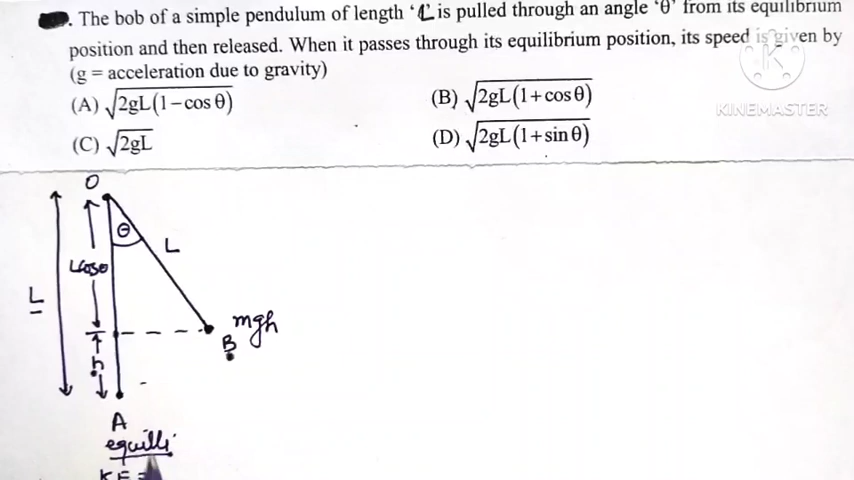 . The bob of a simple pendulum of length ‘L’ is pulled through an angle ‘θ’ from its equilibrium
position and then released. When it passes through its equilibrium position, its speed is given by
(g = acceleration due to gravity)
(A) √2gL(1−cos θ) (B) √2gL(1+cos θ)
(C) √2gL (D) √2gL(1+sin θ)
KINEMASTER
O
θ
L
Lcosθ
L
mgh
B
h
A
equilli
KE =